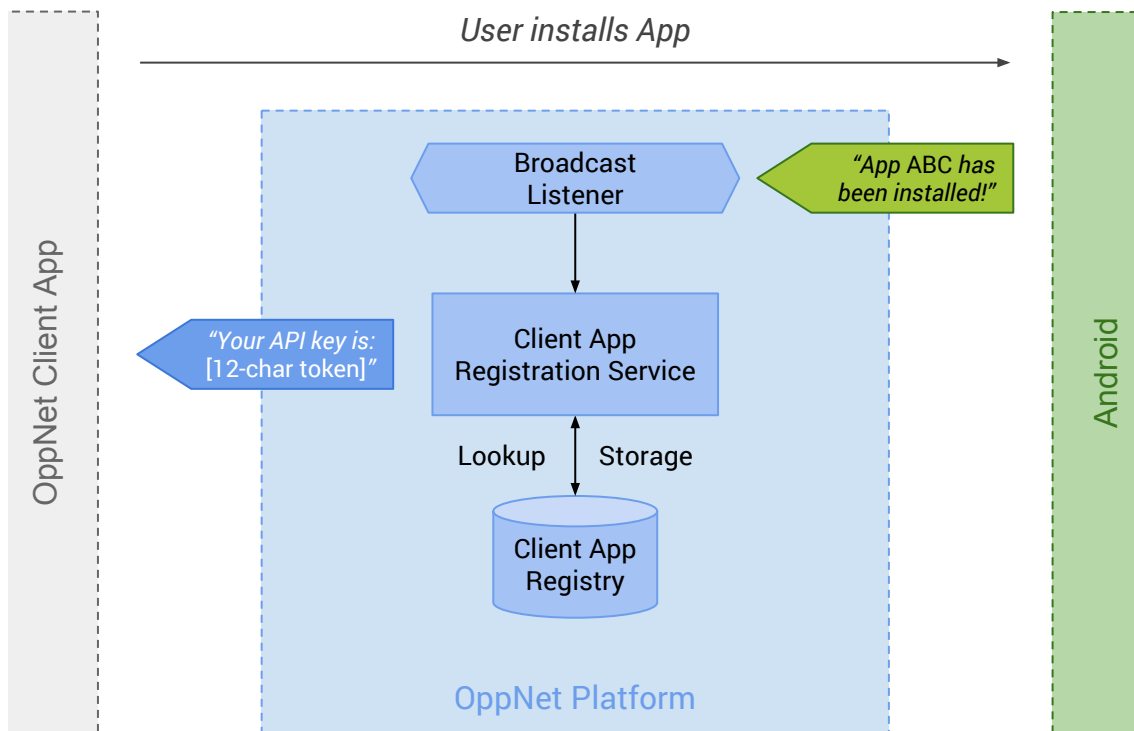 User installs App
OppNet Client App
Broadcast
Listener
“App ABC has
been installed!”
“Your API key is:
[12-char token]”
Client App
Registration Service
Lookup
Storage
Client App
Registry
OppNet Platform
Android